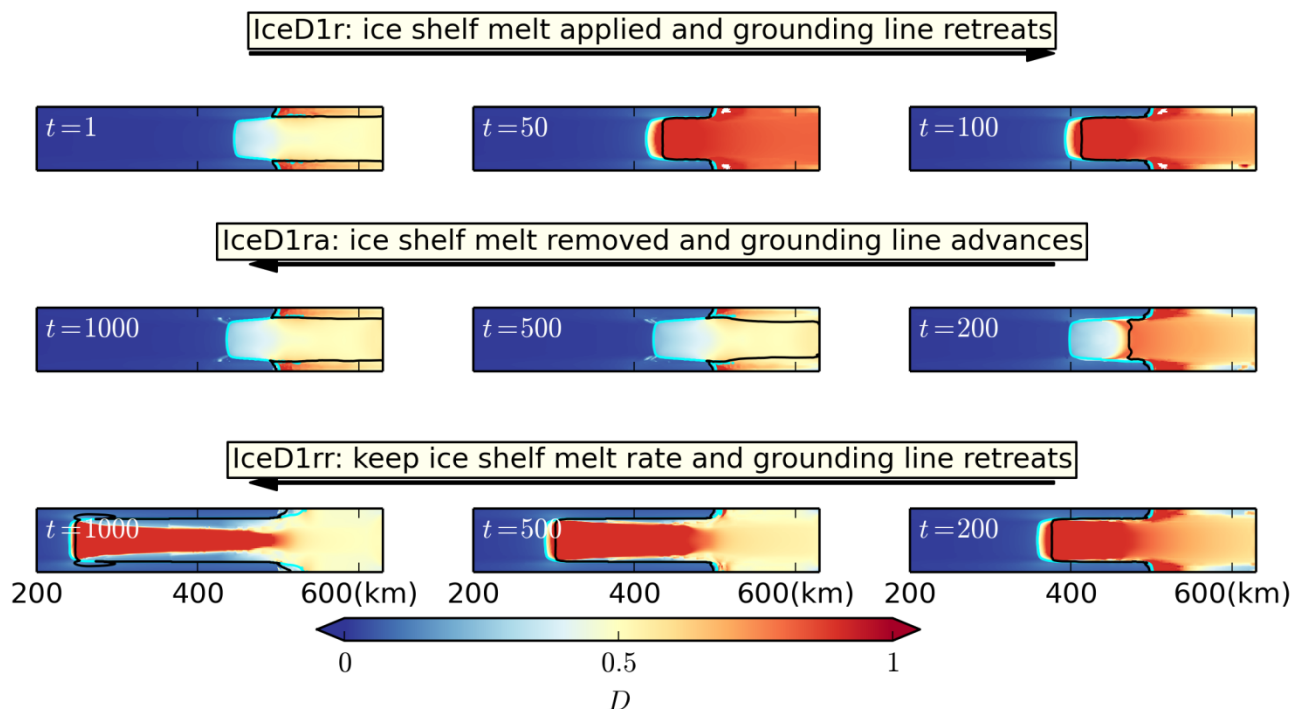 IceD1r: ice shelf melt applied and grounding line retreats
t=1 t=50 t=100
IceD1ra: ice shelf melt removed and grounding line advances
t=1000 t=500 t=200
IceD1rr: keep ice shelf melt rate and grounding line retreats
t=1000 t=500 t=200
200 400 600(km) 200 400 600(km) 200 400 600(km)
0 0.5 1
D